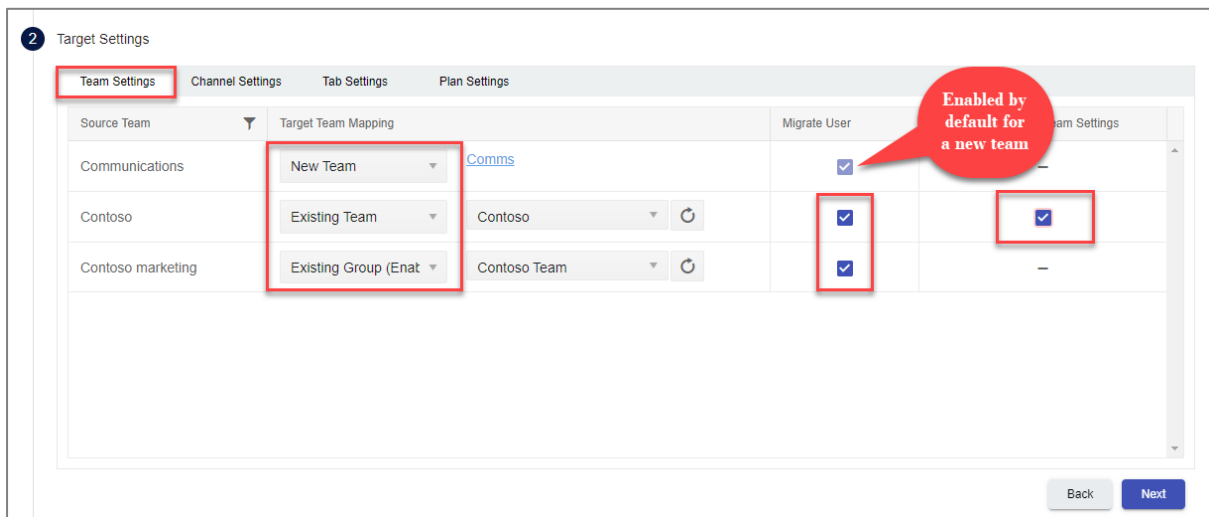 2 Target Settings
Team Settings Channel Settings Tab Settings Plan Settings
Source Team Target Team Mapping Migrate User eam Settings
Enabled by
default for
a new team
Communications New Team Comms
Contoso Existing Team Contoso
Contoso marketing Existing Group (Enab Contoso Team
Back Next